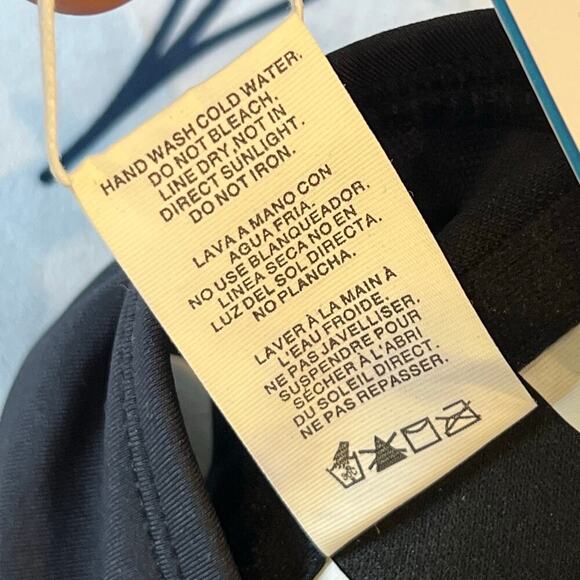 HAND WASH COLD WATER.
DO NOT BLEACH.
LINE DRY, NOT IN
DIRECT SUNLIGHT.
DO NOT IRON.
LAVA A MANO CON
AGUA FRIA.
NO USE BLANQUEADOR.
LINEA SECA NO EN
LUZ DEL SOL DIRECTA.
NO PLANCHA.
LAVER À LA MAIN À
L'EAU FROIDE.
NE PAS JAVELLISER.
SUSPENDRE POUR
SÉCHER À L'ABRI
DU SOLEIL DIRECT.
NE PAS REPASSER.